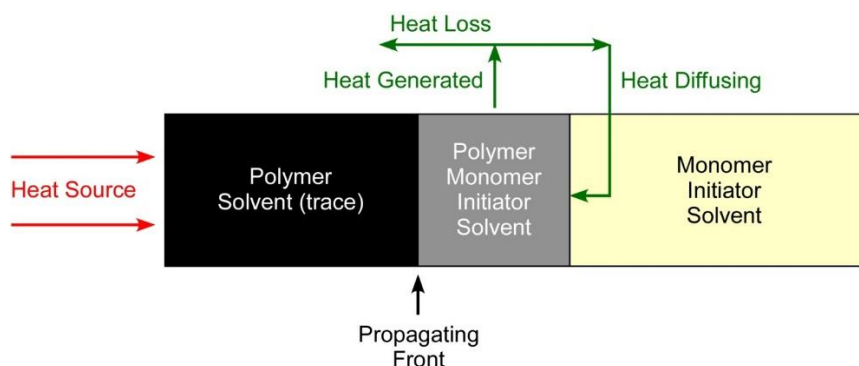 Heat Loss
Heat Generated
Heat Diffusing
Heat Source
Polymer
Solvent (trace)
Polymer
Monomer
Initiator
Solvent
Monomer
Initiator
Solvent
Propagating
Front